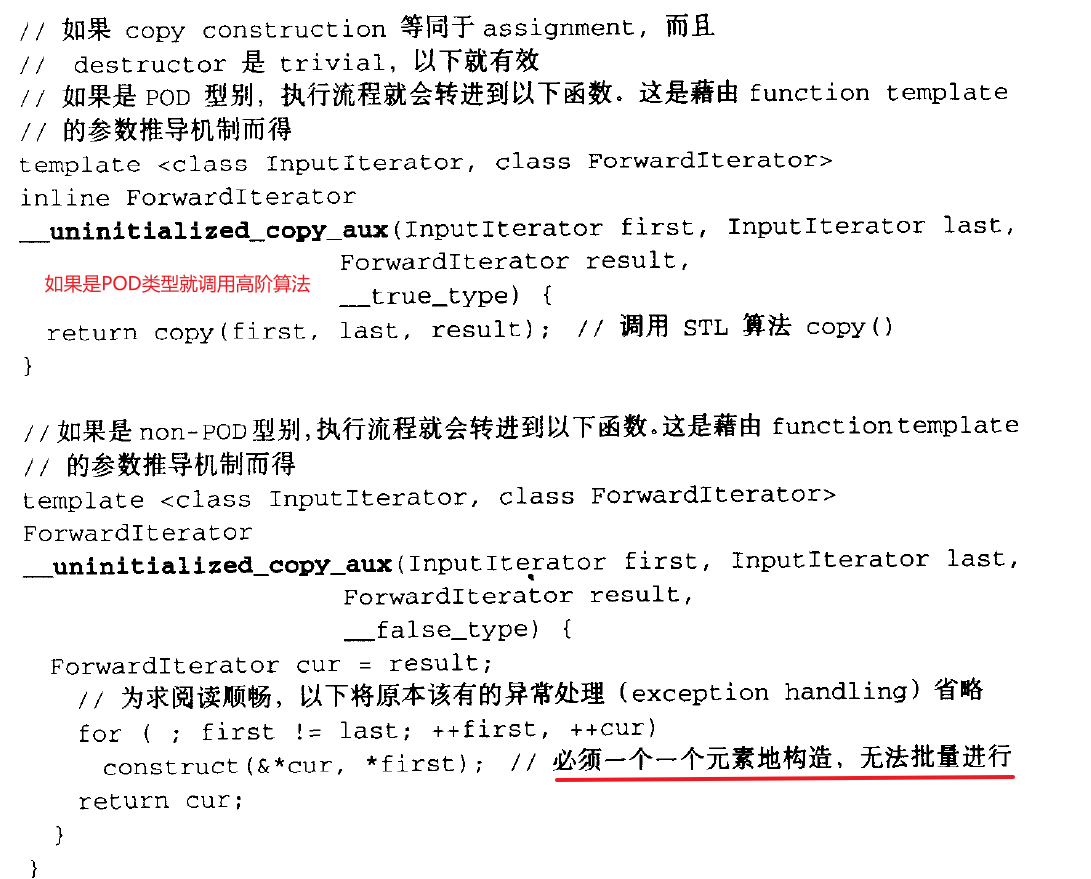 // 如果 copy construction 等同于 assignment, 而且
// destructor 是 trivial, 以下就有效
// 如果是 POD 型别, 执行流程就会转进到以下函数。这是藉由 function template
// 的参数推导机制而得
template <class InputIterator, class ForwardIterator>
inline ForwardIterator
__uninitialized_copy_aux(InputIterator first, InputIterator last,
ForwardIterator result,
如果是POD类型就调用高阶算法
__true_type) {
return copy(first, last, result); // 调用 STL 算法 copy()
}
//如果是non-POD型别,执行流程就会转进到以下函数。这是藉由 function template
// 的参数推导机制而得
template <class InputIterator, class ForwardIterator>
ForwardIterator
__uninitialized_copy_aux(InputIterator first, InputIterator last,
ForwardIterator result,
__false_type) {
ForwardIterator cur = result;
// 为求阅读顺畅, 以下将原本该有的异常处理(exception handling)省略
for ( ; first != last; ++first, ++cur)
construct(&*cur, *first); // 必须一个一个元素地构造, 无法批量进行
return cur;
}
}